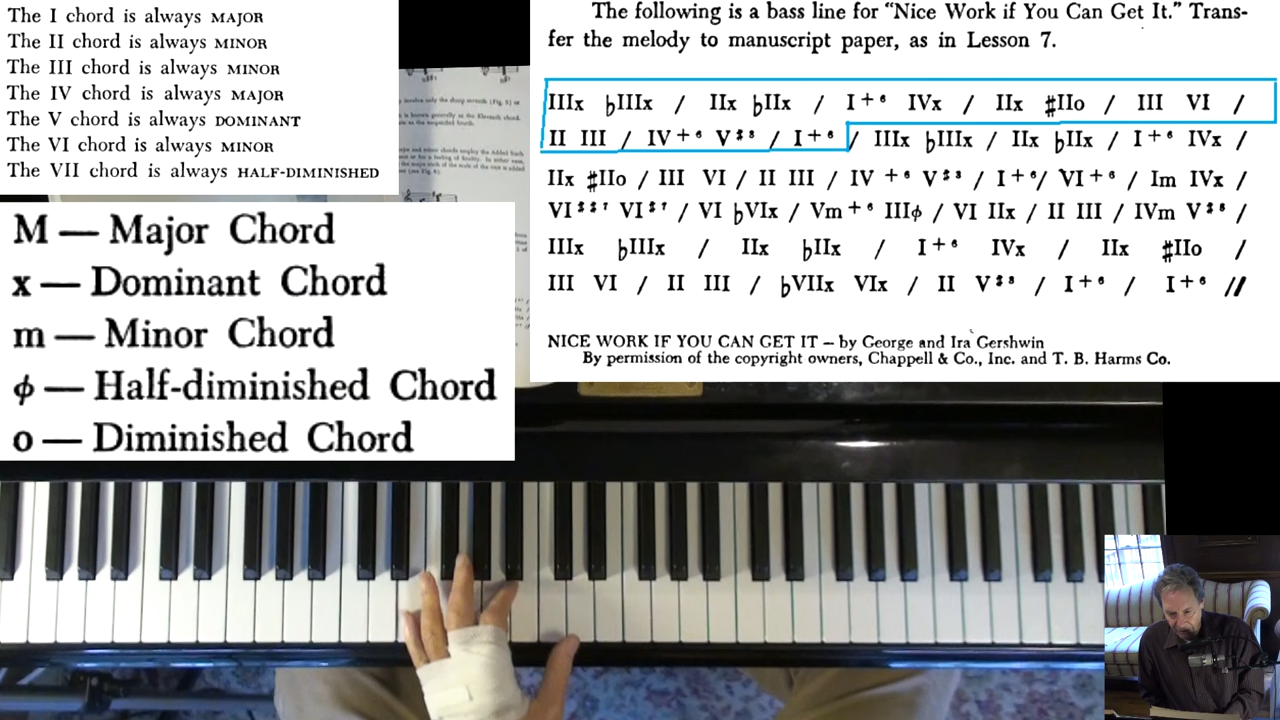 The I chord is always MAJOR
The II chord is always MINOR
The III chord is always MINOR
The IV chord is always MAJOR
The V chord is always DOMINANT
The VI chord is always MINOR
The VII chord is always HALF-DIMINISHED
M — Major Chord
x — Dominant Chord
m — Minor Chord
ϕ — Half-diminished Chord
o — Diminished Chord
The following is a bass line for “Nice Work if You Can Get It.” Trans-
fer the melody to manuscript paper, as in Lesson 7.
IIIx ♭IIIx / IIx ♭IIx / I+⁶ IVx / IIx ♯IIo / III VI /
II III / IV+⁶ V⁸³ / I+⁶ / IIIx ♭IIIx / IIx ♭IIx / I+⁶ IVx /
IIx ♯IIo / III VI / II III / IV +⁶ V⁸³ / I+⁶/ VI+⁶ / Im IVx /
/ VI ♭VIx / Vm+⁶ IIIϕ / VI IIx / II III / IVm
IIIx ♭IIIx / IIx ♭IIx / I+⁶ IVx / IIx ♯IIo /
III VI / II III / ♭VIIx VIx / II V⁸³ / I+⁶ / I+⁶ //
NICE WORK IF YOU CAN GET IT – by George and Ira Gershwin
By permission of the copyright owners, Chappell & Co., Inc. and T. B. Harms Co.